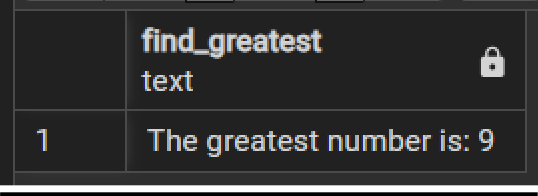 find_greatest
text
1
The greatest number is: 9